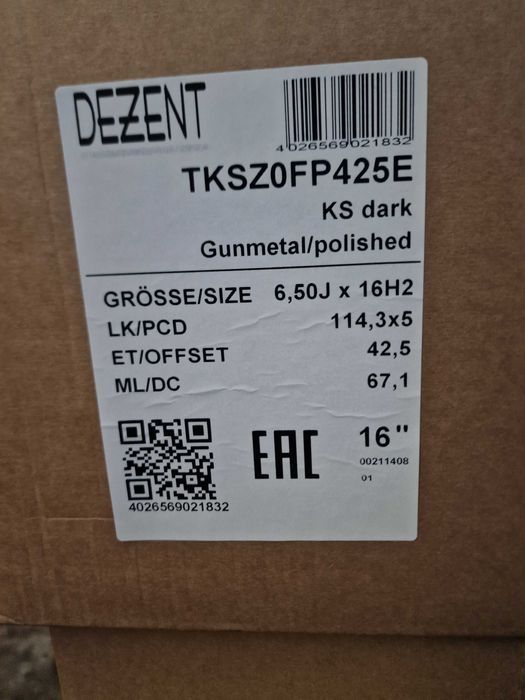 DEZENT
4026569021832
TKSZ0FP425E
KS dark
Gunmetal/polished
GRÖSSE/SIZE 6,50J x 16H2
LK/PCD 114,3x5
ET/OFFSET 42,5
ML/DC 67,1
EAC 16"
00211408
01
4026569021832